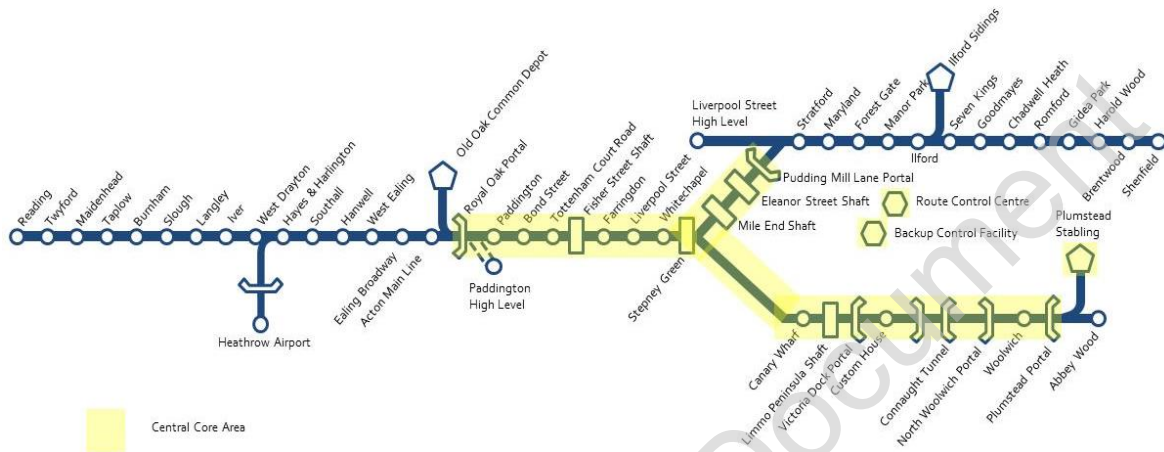 Reading
Twyford
Maidenhead
Taplow
Burnham
Slough
Langley
Iver
West Drayton
Hayes & Harlington
Southall
Hanwell
West Ealing
Ealing Broadway
Acton Main Line
Heathrow Airport
Old Oak Common Depot
Royal Oak Portal
Paddington
Bond Street
Tottenham Court Road
Fisher Street Shaft
Farringdon
Liverpool Street
Whitechapel
Paddington
High Level
Stepney Green
Liverpool Street
High Level
Stratford
Maryland
Forest Gate
Manor Park
Ilford
Ilford Sidings
Seven Kings
Goodmayes
Chadwell Heath
Romford
Gidea Park
Harold Wood
Brentwood
Shenfield
Pudding Mill Lane Portal
Eleanor Street Shaft
Mile End Shaft
Route Control Centre
Backup Control Facility
Plumstead
Stabling
Canary Wharf
Limmo Peninsula Shaft
Victoria Dock Portal
Custom House
Connaught Tunnel
North Woolwich Portal
Woolwich
Plumstead Portal
Abbey Wood
Central Core Area
Document